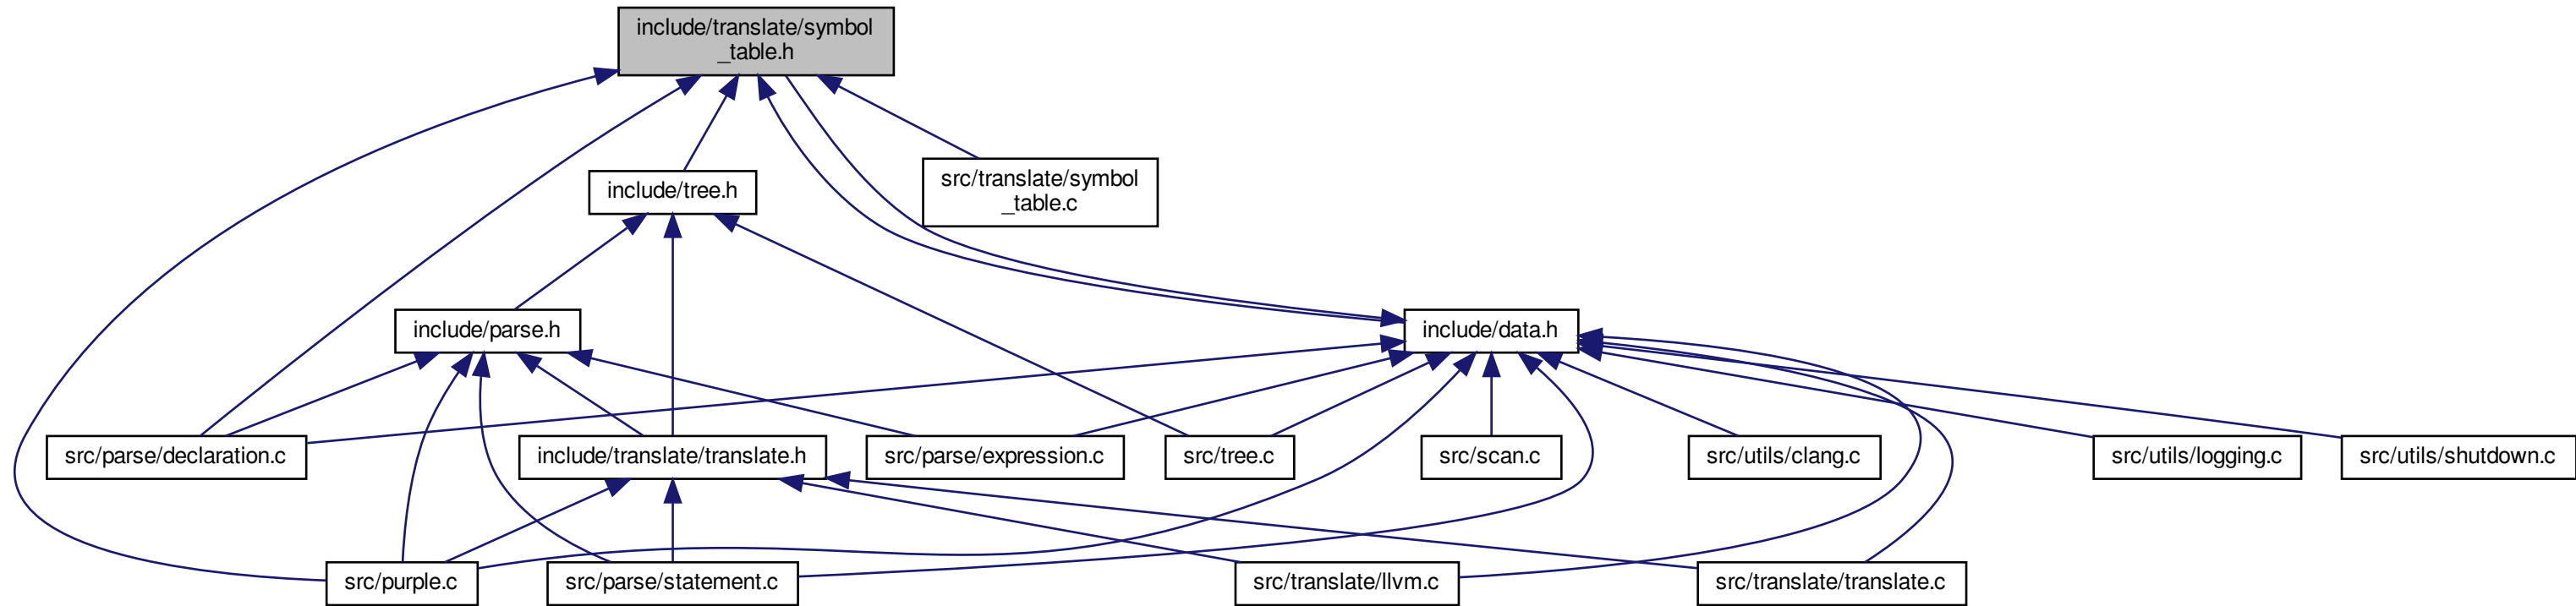 include/translate/symbol
_table.h
include/tree.h
src/translate/symbol
_table.c
include/parse.h
include/data.h
src/parse/declaration.c
include/translate/translate.h
src/parse/expression.c
src/tree.c
src/scan.c
src/utils/clang.c
src/utils/logging.c
src/utils/shutdown.c
src/purple.c
src/parse/statement.c
src/translate/llvm.c
src/translate/translate.c